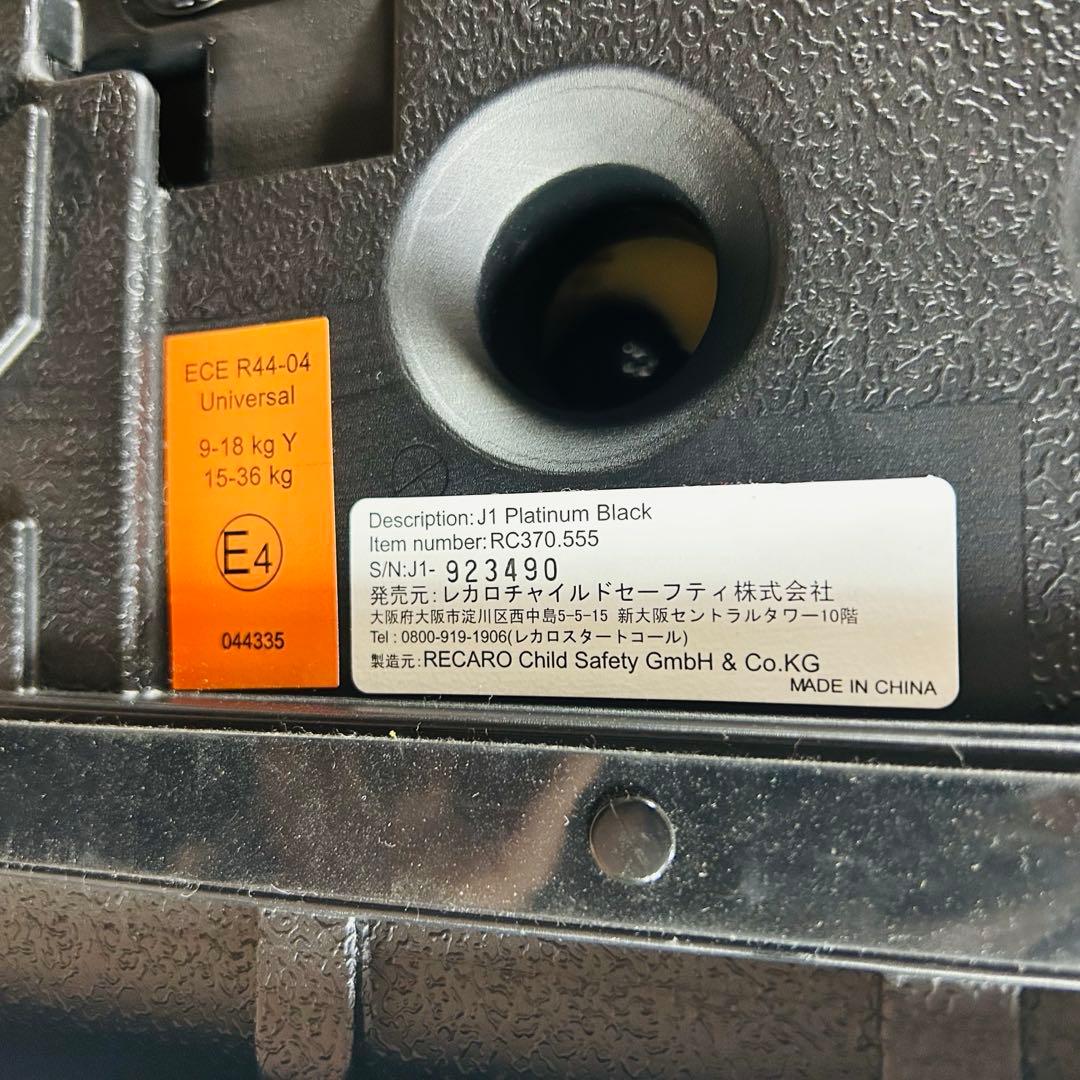 ECE R44-04
Universal
9-18 kg Y
15-36 kg
E4
044335
Description: J1 Platinum Black
Item number: RC370.555
S/N:J1- 923490
発売元: レカロチャイルドセーフティ株式会社
大阪府大阪市淀川区西中島5-5-15 新大阪セントラルタワー10階
Tel : 0800-919-1906(レカロスタートコール)
製造元: RECARO Child Safety GmbH & Co.KG
MADE IN CHINA